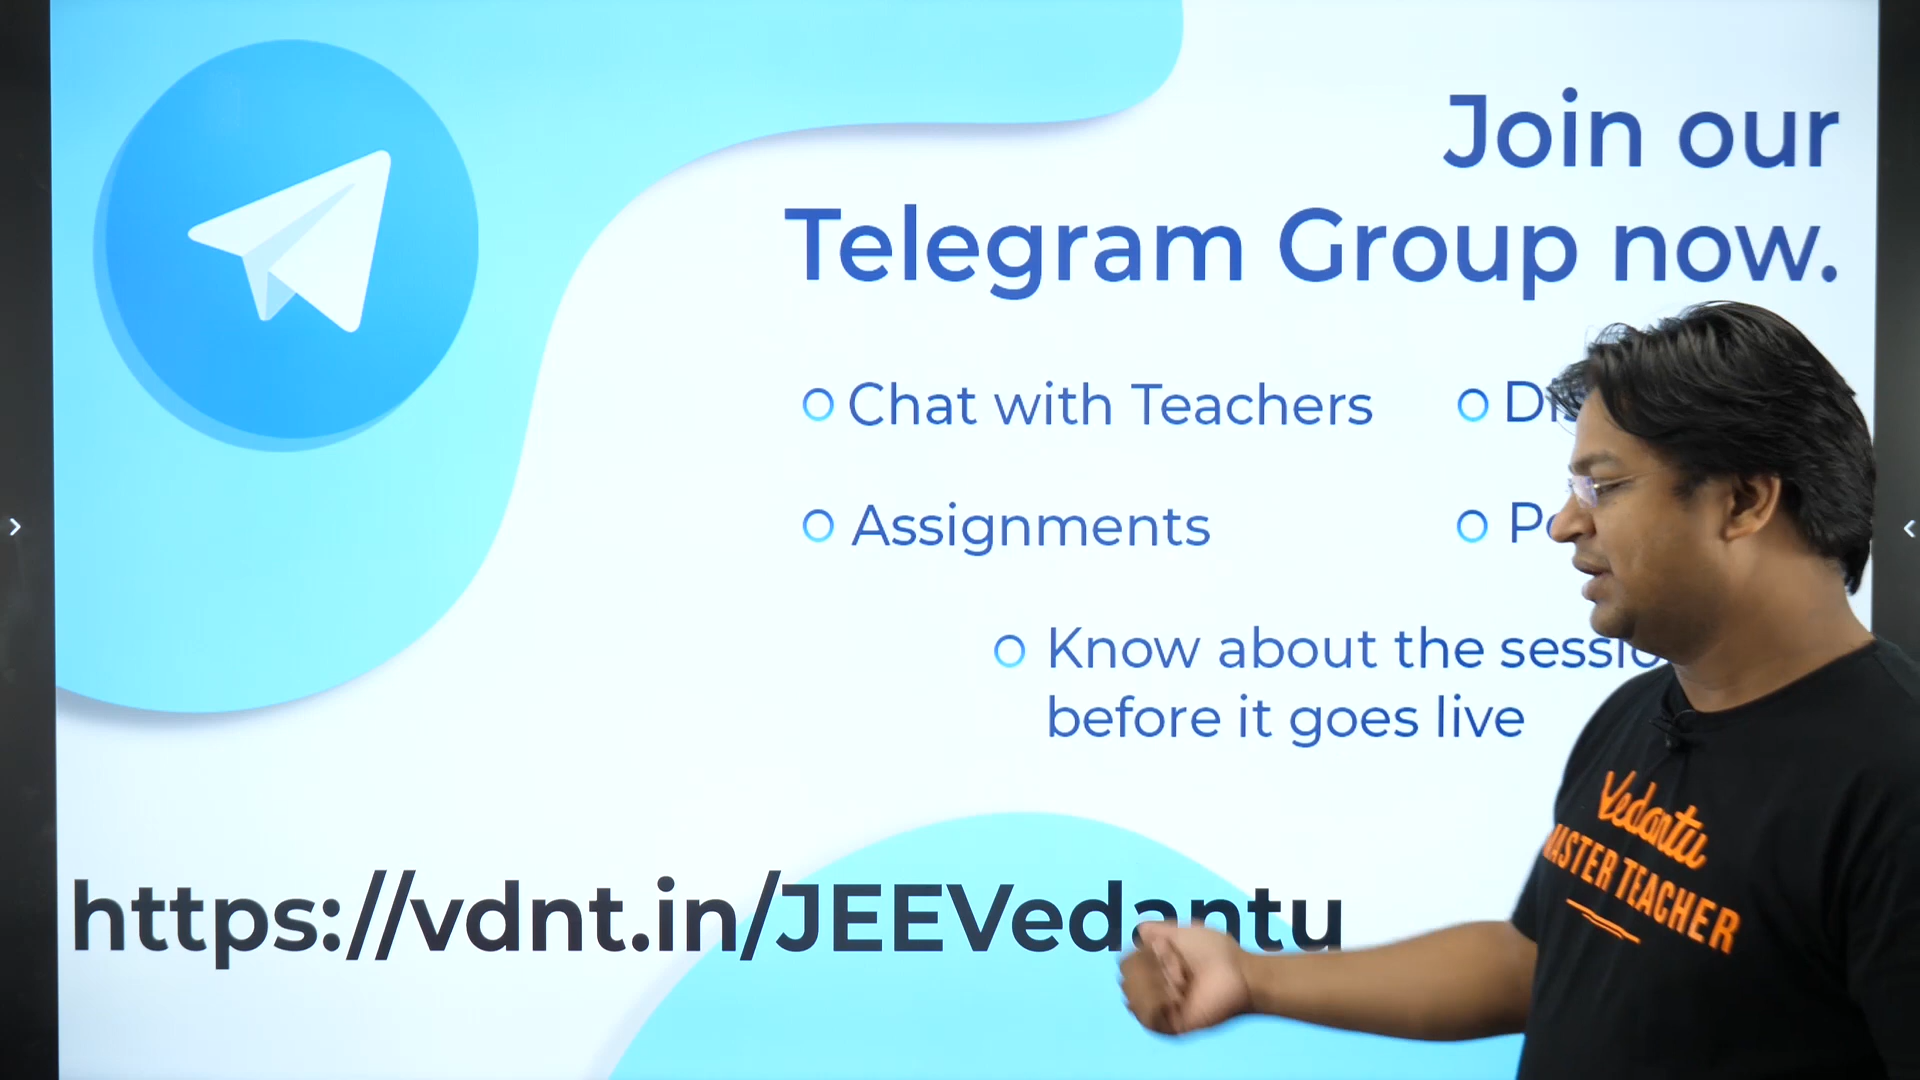 Join our
Telegram Group now.
Chat with Teachers
Assignments
Know about the
before it goes live
https://vdnt.in/JEEVedantu
Vedantu
MASTER TEACHER